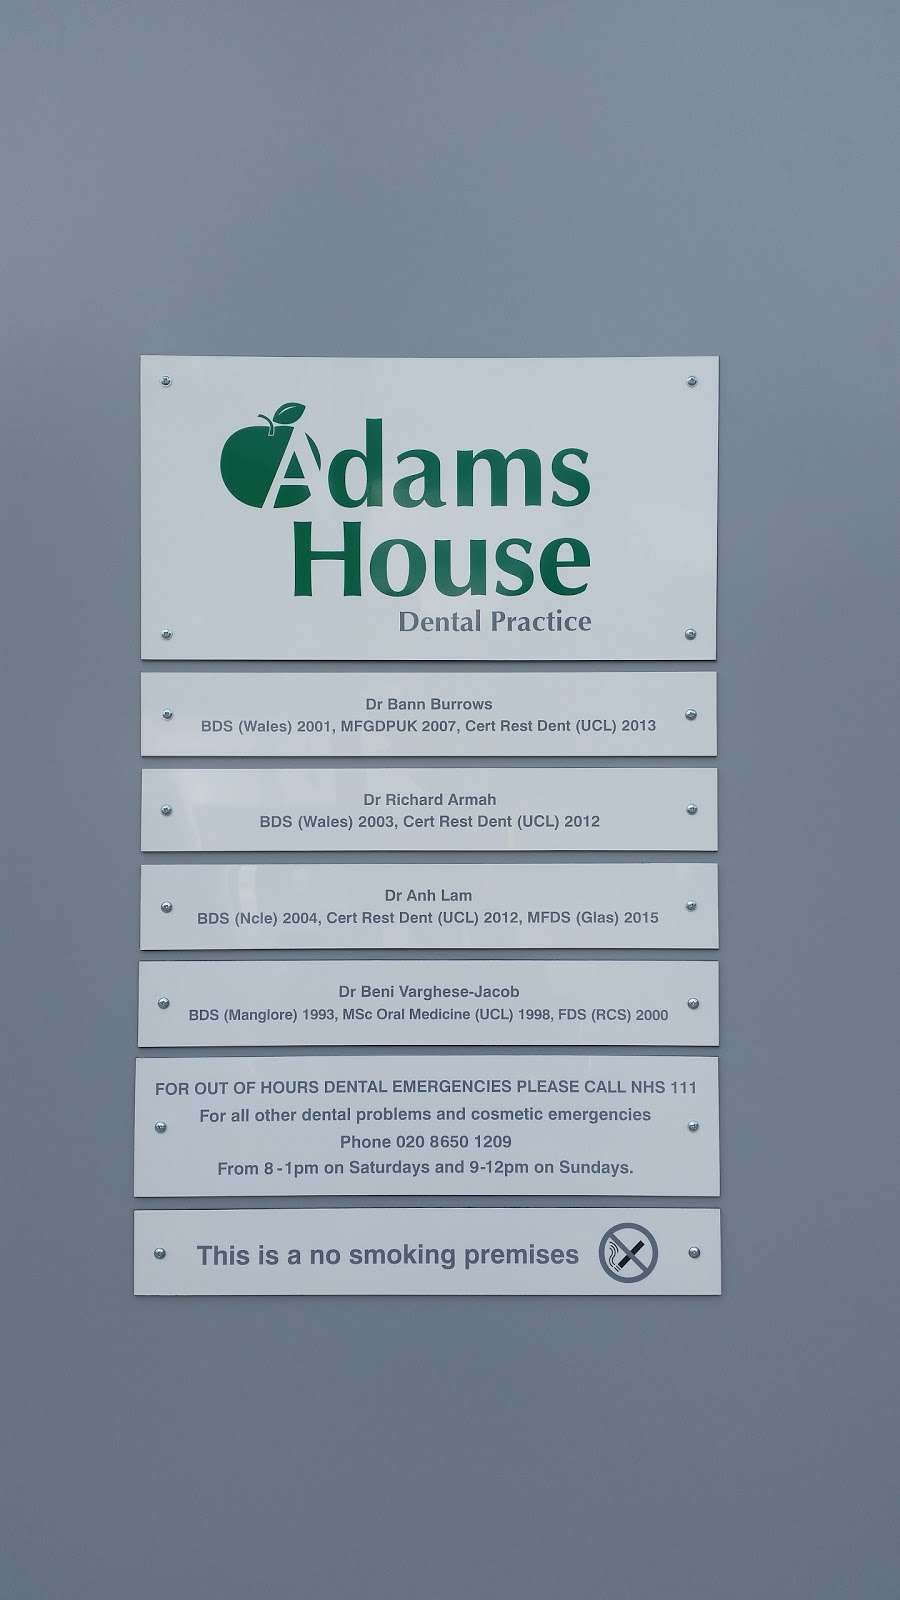 Adams
House
Dental Practice
Dr Bann Burrows
BDS (Wales) 2001, MFGDPUK 2007, Cert Rest Dent (UCL) 2013
Dr Richard Armah
BDS (Wales) 2003, Cert Rest Dent (UCL) 2012
Dr Anh Lam
BDS (Ncle) 2004, Cert Rest Dent (UCL) 2012, MFDS (Glas) 2015
Dr Beni Varghese-Jacob
BDS (Manglore) 1993, MSc Oral Medicine (UCL) 1998, FDS (RCS) 2000
FOR OUT OF HOURS DENTAL EMERGENCIES PLEASE CALL NHS 111
For all other dental problems and cosmetic emergencies
Phone 020 8650 1209
From 8-1pm on Saturdays and 9-12pm on Sundays.
This is a no smoking premises